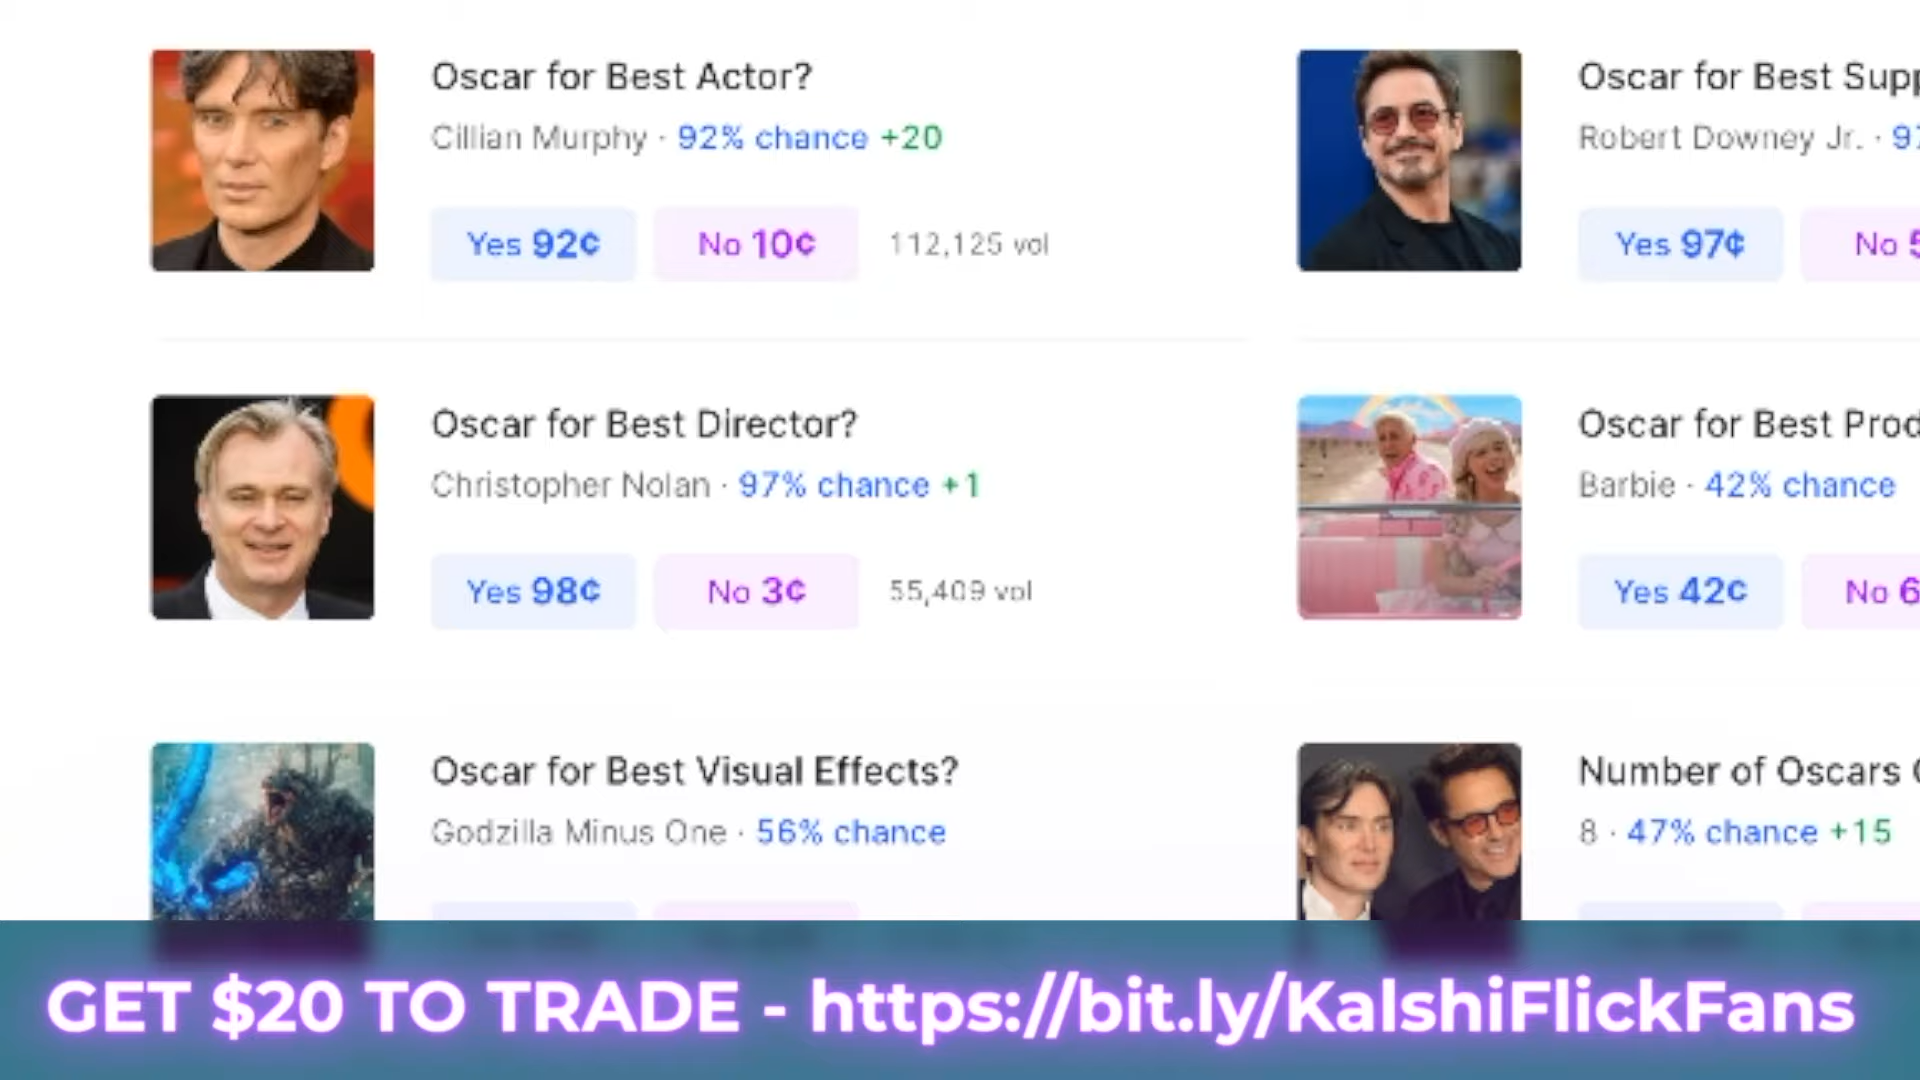 Oscar for Best Actor?
Cillian Murphy · 92% chance +20
Yes 92¢ No 10¢ 112,125 vol
Oscar for Best Supp
Robert Downey Jr. · 97
Yes 97¢ No 5
Oscar for Best Director?
Christopher Nolan · 97% chance +1
Yes 98¢ No 3¢ 55,409 vol
Oscar for Best Prod
Barbie · 42% chance
Yes 42¢ No 6
Oscar for Best Visual Effects?
Godzilla Minus One · 56% chance
Number of Oscars
8 · 47% chance +15
GET $20 TO TRADE - https://bit.ly/KalshiFlickFans